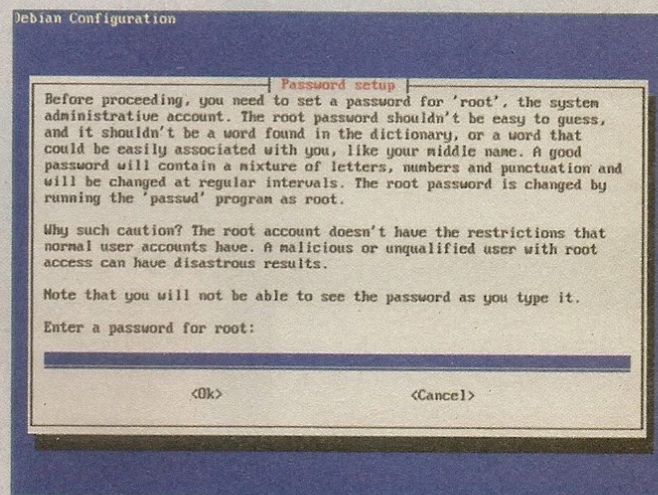 Debian Configuration
Password setup
Before proceeding, you need to set a password for 'root', the system
administrative account. The root password shouldn't be easy to guess,
and it shouldn't be a word found in the dictionary, or a word that
could be easily associated with you, like your middle name. A good
password will contain a mixture of letters, numbers and punctuation and
will be changed at regular intervals. The root password is changed by
running the 'passwd' program as root.
Why such caution? The root account doesn't have the restrictions that
normal user accounts have. A malicious or unqualified user with root
access can have disastrous results.
Note that you will not be able to see the password as you type it.
Enter a password for root:
<Ok> <Cancel>